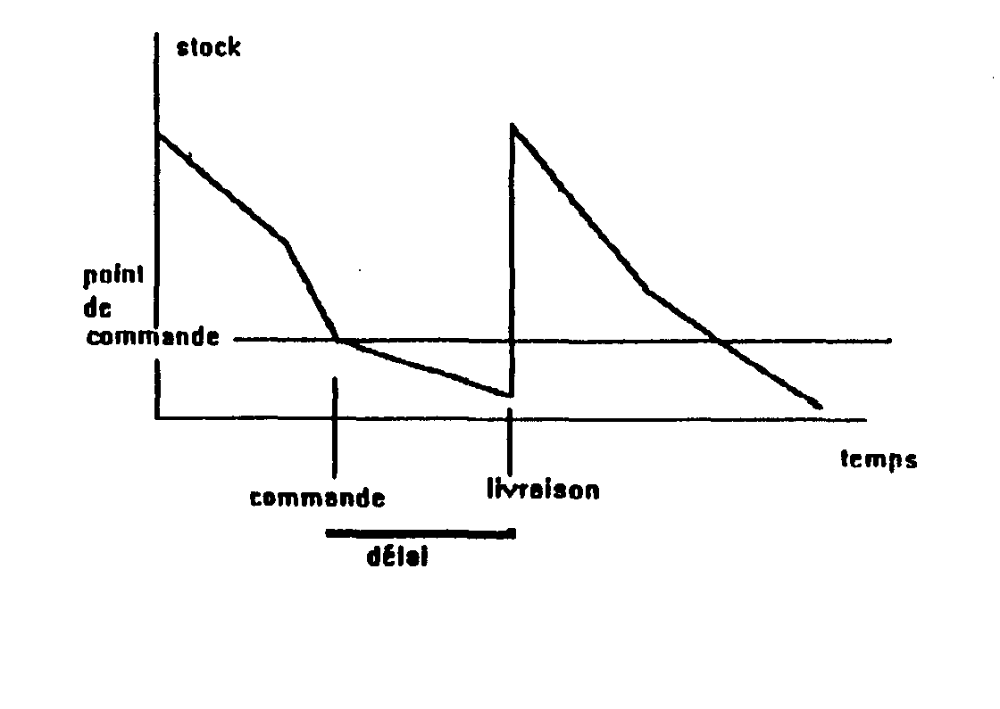 stock
point
de
commande
temps
commande
livraison
délai